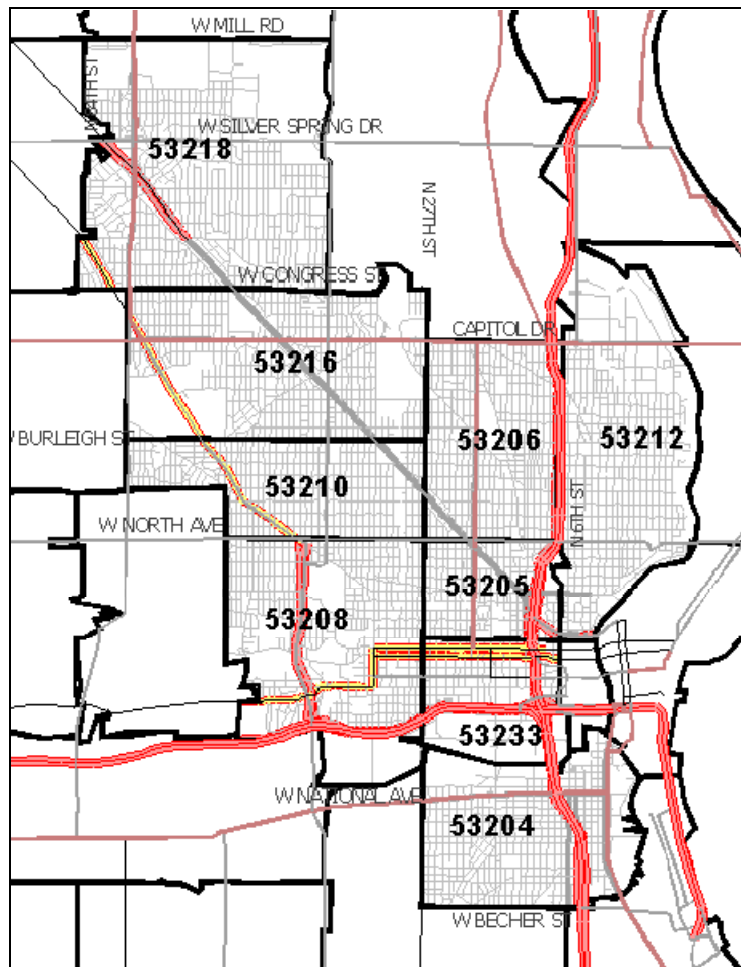 W MILL RD
W SILVER SPRING DR
53218
N 27TH ST
W CONGRESS ST
CAPITOL DR
53216
53206
53212
W BURLEIGH ST
53210
N 6TH ST
W NORTH AVE
53205
53208
53233
W NATIONAL AVE
53204
W BECHER ST